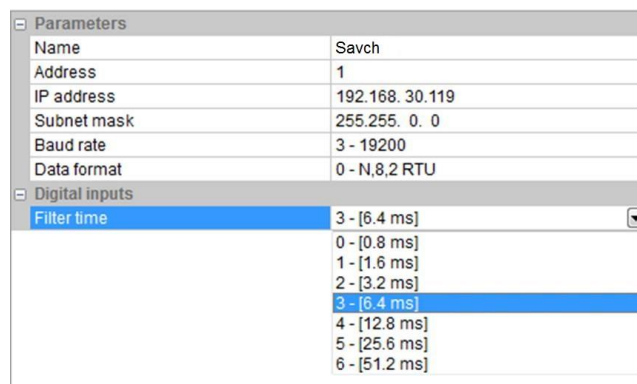 Parameters
Name Savch
Address 1
IP address 192.168. 30.119
Subnet mask 255.255. 0. 0
Baud rate 3 - 19200
Data format 0 - N,8,2 RTU
Digital inputs
Filter time 3 - [6.4 ms]
0 - [0.8 ms]
1 - [1.6 ms]
2 - [3.2 ms]
3 - [6.4 ms]
4 - [12.8 ms]
5 - [25.6 ms]
6 - [51.2 ms]